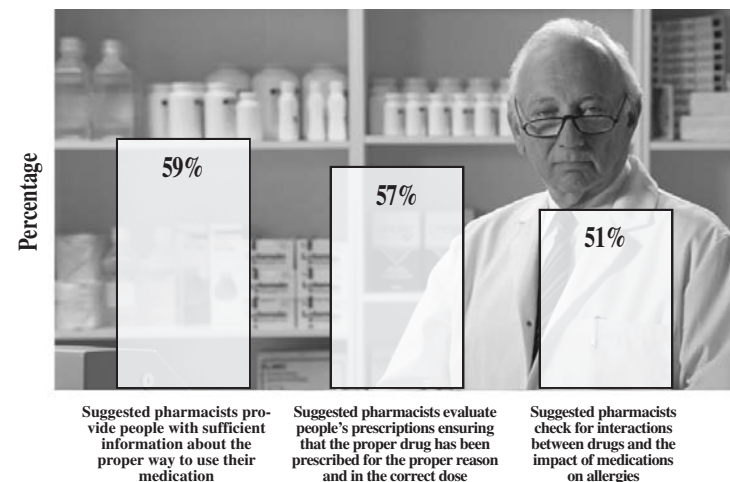 Percentage
59%
57%
51%
Suggested pharmacists pro-
vide people with sufficient
information about the
proper way to use their
medication
Suggested pharmacists evaluate
people's prescriptions ensuring
that the proper drug has been
prescribed for the proper reason
and in the correct dose
Suggested pharmacists
check for interactions
between drugs and the
impact of medications
on allergies